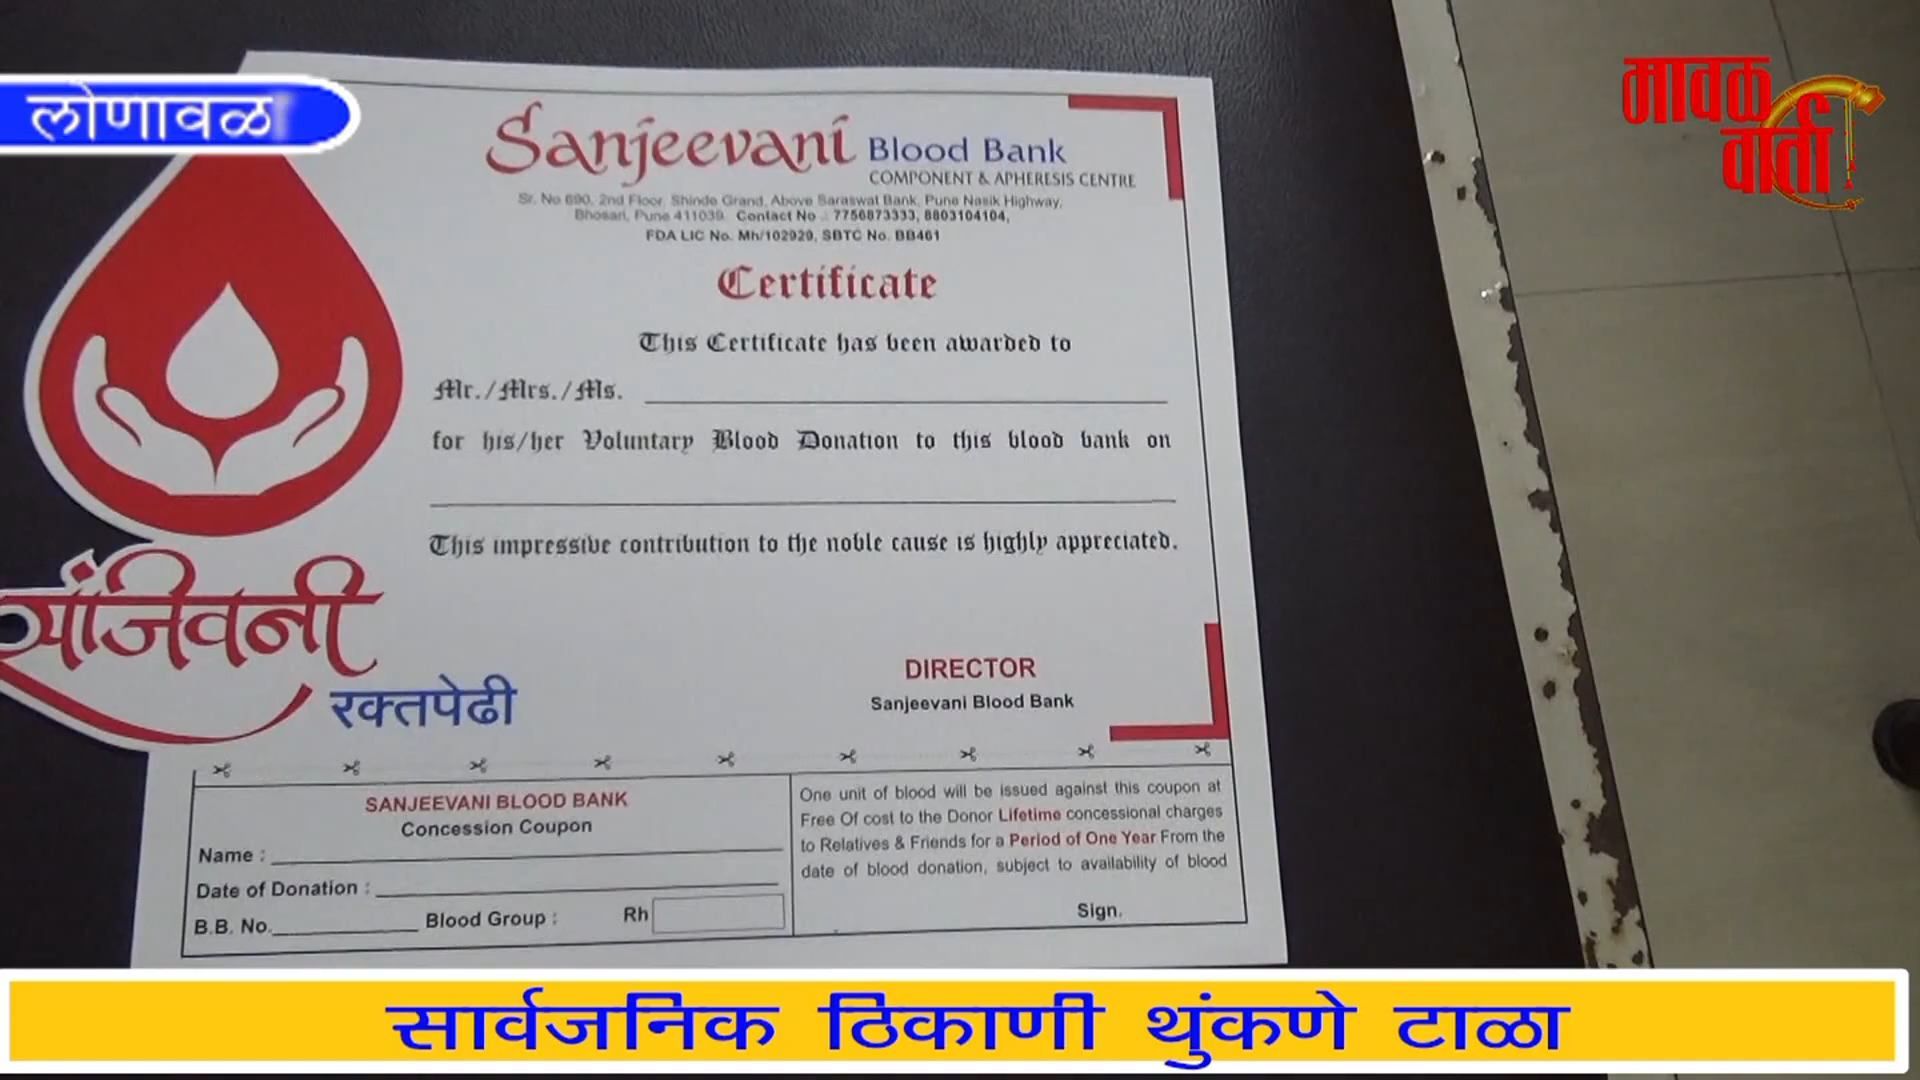 लोणावळा
मावळ
वार्ता
Sanjeevani Blood Bank
COMPONENT & APHERESIS CENTRE
Sr. No 690, 2nd Floor, Shinde Grand, Above Saraswat Bank, Pune Nasik Highway,
Bhosari, Pune 411039. Contact No : 7756873333, 8803104104,
FDA LIC No. Mh/102929, SBTC No. BB461
Certificate
This Certificate has been awarded to
Mr./Mrs./Ms.
for his/her Voluntary Blood Donation to this blood bank on
This impressive contribution to the noble cause is highly appreciated.
सांजिवनी
रक्तपेढी
DIRECTOR
Sanjeevani Blood Bank
SANJEEVANI BLOOD BANK
Concession Coupon
Name :
Date of Donation :
B.B. No. Blood Group : Rh
One unit of blood will be issued against this coupon at
Free Of cost to the Donor Lifetime concessional charges
to Relatives & Friends for a Period of One Year From the
date of blood donation, subject to availability of blood
Sign.
सार्वजनिक ठिकाणी थुंकणे टाळा